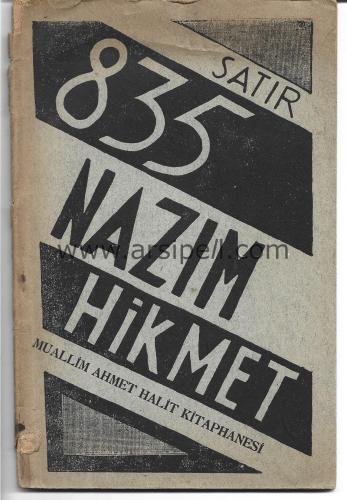 835
SATIR
NAZIM
HİKMET
MUALLİM AHMET HALİT KİTAPHANESİ
www.arsipell.com